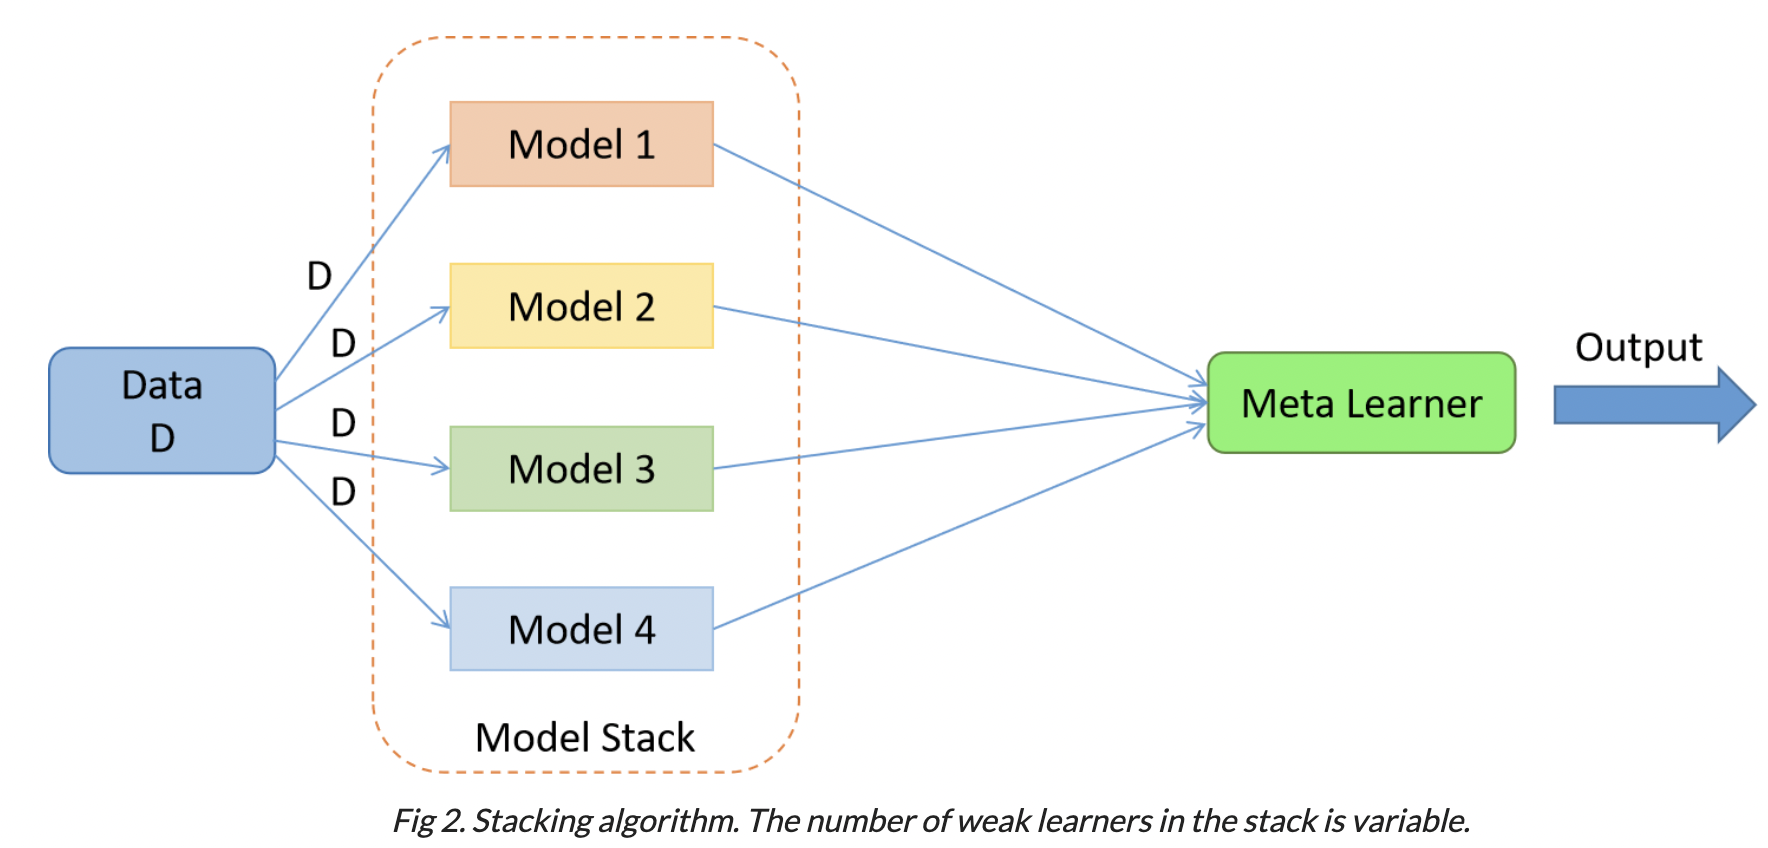 Data
D
D
D
D
D
Model 1
Model 2
Model 3
Model 4
Model Stack
Meta Learner
Output
Fig 2. Stacking algorithm. The number of weak learners in the stack is variable.